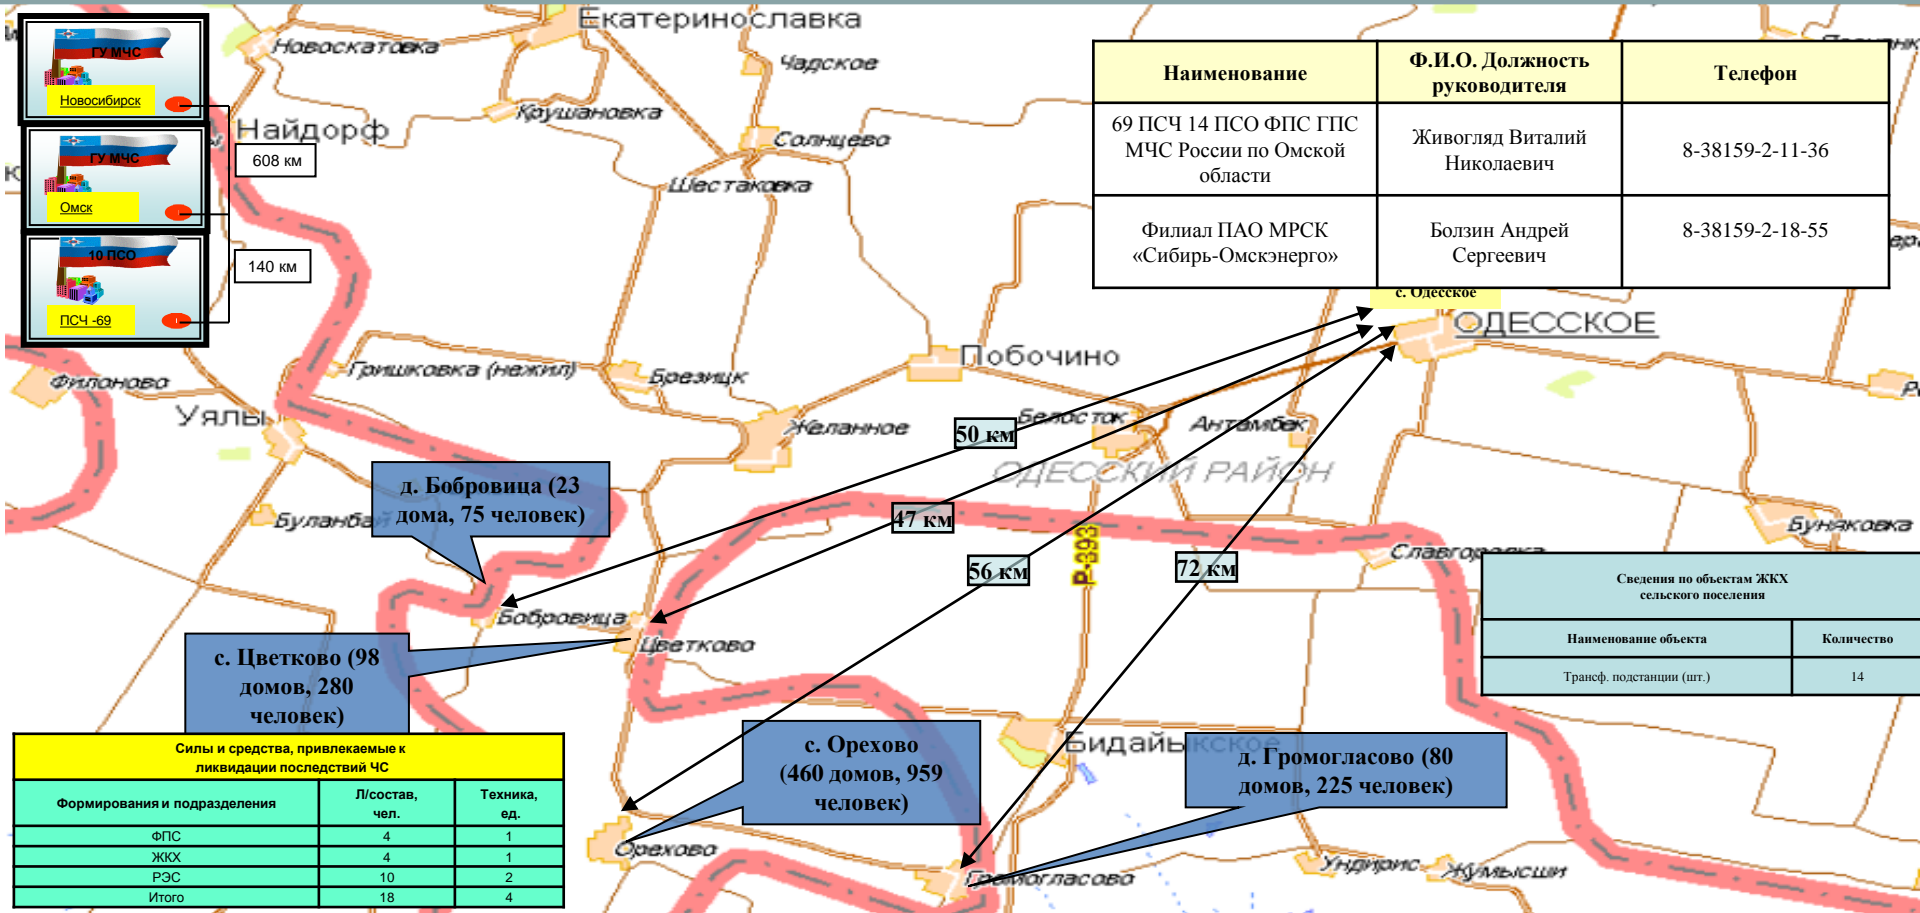 ГУ МЧС
Новосибирск
ГУ МЧС
Омск
10 ПСО
ПСЧ -69
608 км
140 км
Екатеринославка
Новоскатовка
Чадское
Крушановка
Найдорф
Солнцево
Шестаковка
Наименование
Ф.И.О. Должность
руководителя
Телефон
69 ПСЧ 14 ПСО ФПС ГПС
МЧС России по Омской
области
Живогляд Виталий
Николаевич
8-38159-2-11-36
Филиал ПАО МРСК
«Сибирь-Омскэнерго»
Болзин Андрей
Сергеевич
8-38159-2-18-55
с. Одесское
ОДЕССКОЕ
Побочино
Гришковка (нежил)
Брезицк
Филоново
Уялы
Желанное
Белосток
Антамбек
50 км
ОДЕССКИЙ РАЙОН
д. Бобровица (23
дома, 75 человек)
Буланбай
47 км
Р-393
Буняковка
Славгородка
56 км
72 км
Сведения по объектам ЖКХ
сельского поселения
Наименование объекта
Количество
Трансф. подстанции (шт.)
14
Бобровица
Цветково
с. Цветково (98
домов, 280
человек)
Бидайыкское
с. Орехово
(460 домов, 959
человек)
д. Громогласово (80
домов, 225 человек)
Силы и средства, привлекаемые к
ликвидации последствий ЧС
Формирования и подразделения
Л/состав,
чел.
Техника,
ед.
ФПС 4 1
ЖКХ 4 1
РЭС 10 2
Итого 18 4
Орехово
Громогласово
Ундирис
Жумысши